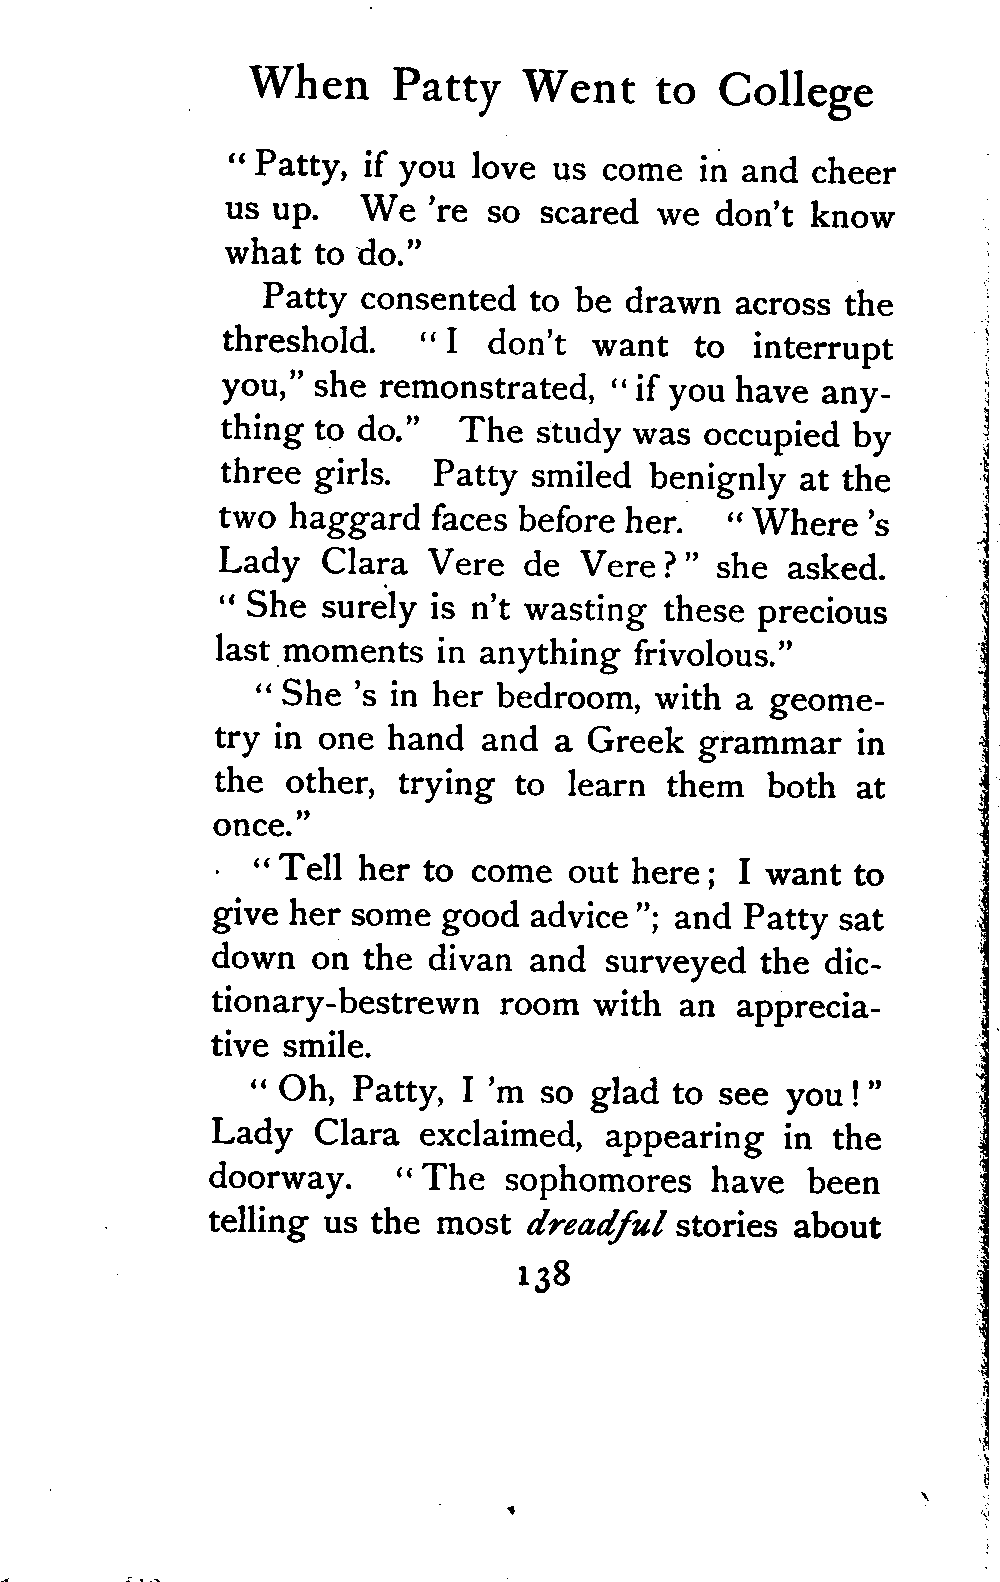 When Patty Went to College
“ Patty, if you love us come in and cheer
us up. We ’re so scared we don’t know
what to do.”
Patty consented to be drawn across the
threshold. “ I don’t want to interrupt
you,” she remonstrated, “ if you have any-
thing to do.” The study was occupied by
three girls. Patty smiled benignly at the
two haggard faces before her. “ Where ’s
Lady Clara Vere de Vere? ” she asked.
“ She surely is n’t wasting these precious
last moments in anything frivolous.”
“ She ’s in her bedroom, with a geome-
try in one hand and a Greek grammar in
the other, trying to learn them both at
once.”
“ Tell her to come out here; I want to
give her some good advice ”; and Patty sat
down on the divan and surveyed the dic-
tionary-bestrewn room with an apprecia-
tive smile.
“ Oh, Patty, I ’m so glad to see you! ”
Lady Clara exclaimed, appearing in the
doorway. “ The sophomores have been
telling us the most dreadful stories about
138